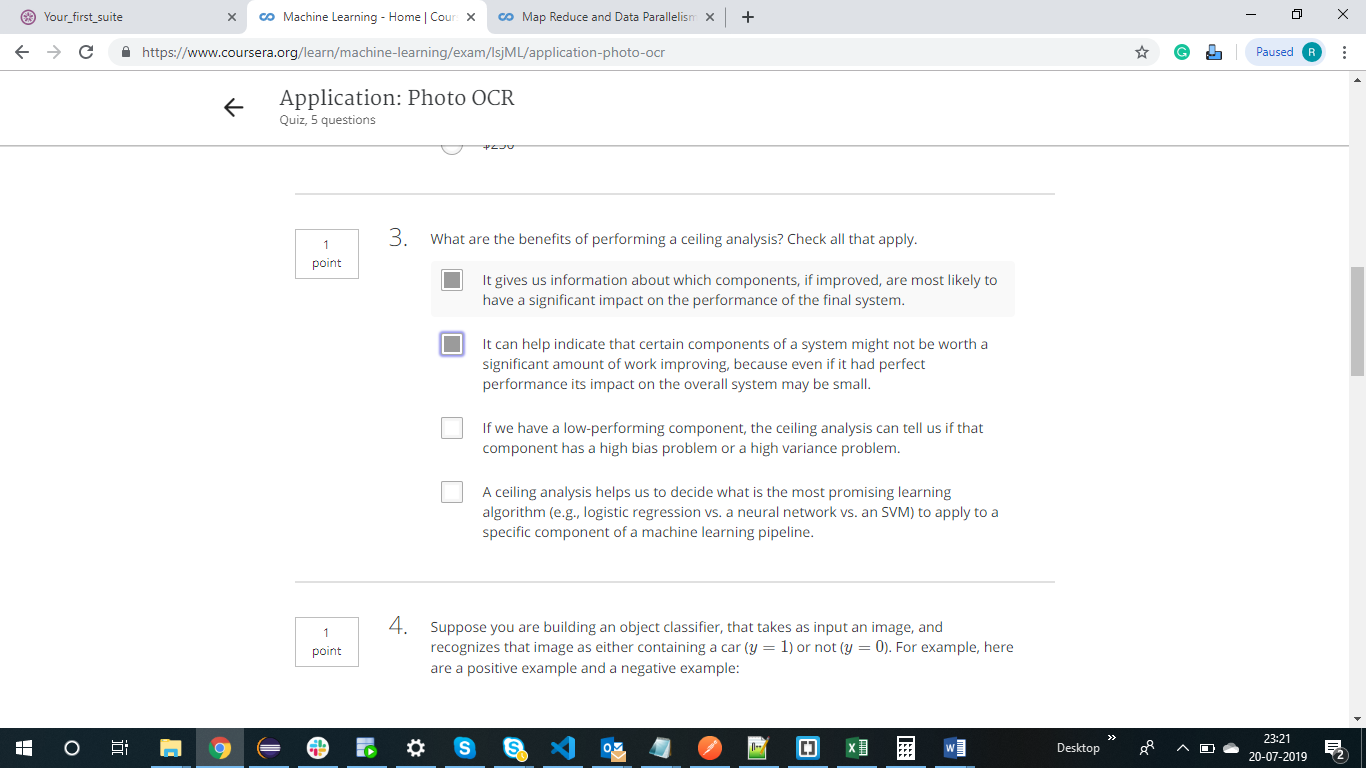 Your_first_suite
Machine Learning - Home | Cour
Map Reduce and Data Parallelism
https://www.coursera.org/learn/machine-learning/exam/lsjML/application-photo-ocr
Paused R
Application: Photo OCR
Quiz, 5 questions
1
point
3. What are the benefits of performing a ceiling analysis? Check all that apply.
It gives us information about which components, if improved, are most likely to
have a significant impact on the performance of the final system.
It can help indicate that certain components of a system might not be worth a
significant amount of work improving, because even if it had perfect
performance its impact on the overall system may be small.
If we have a low-performing component, the ceiling analysis can tell us if that
component has a high bias problem or a high variance problem.
A ceiling analysis helps us to decide what is the most promising learning
algorithm (e.g., logistic regression vs. a neural network vs. an SVM) to apply to a
specific component of a machine learning pipeline.
1
point
4. Suppose you are building an object classifier, that takes as input an image, and
recognizes that image as either containing a car (y = 1) or not (y = 0). For example, here
are a positive example and a negative example:
Desktop
23:21
20-07-2019
2